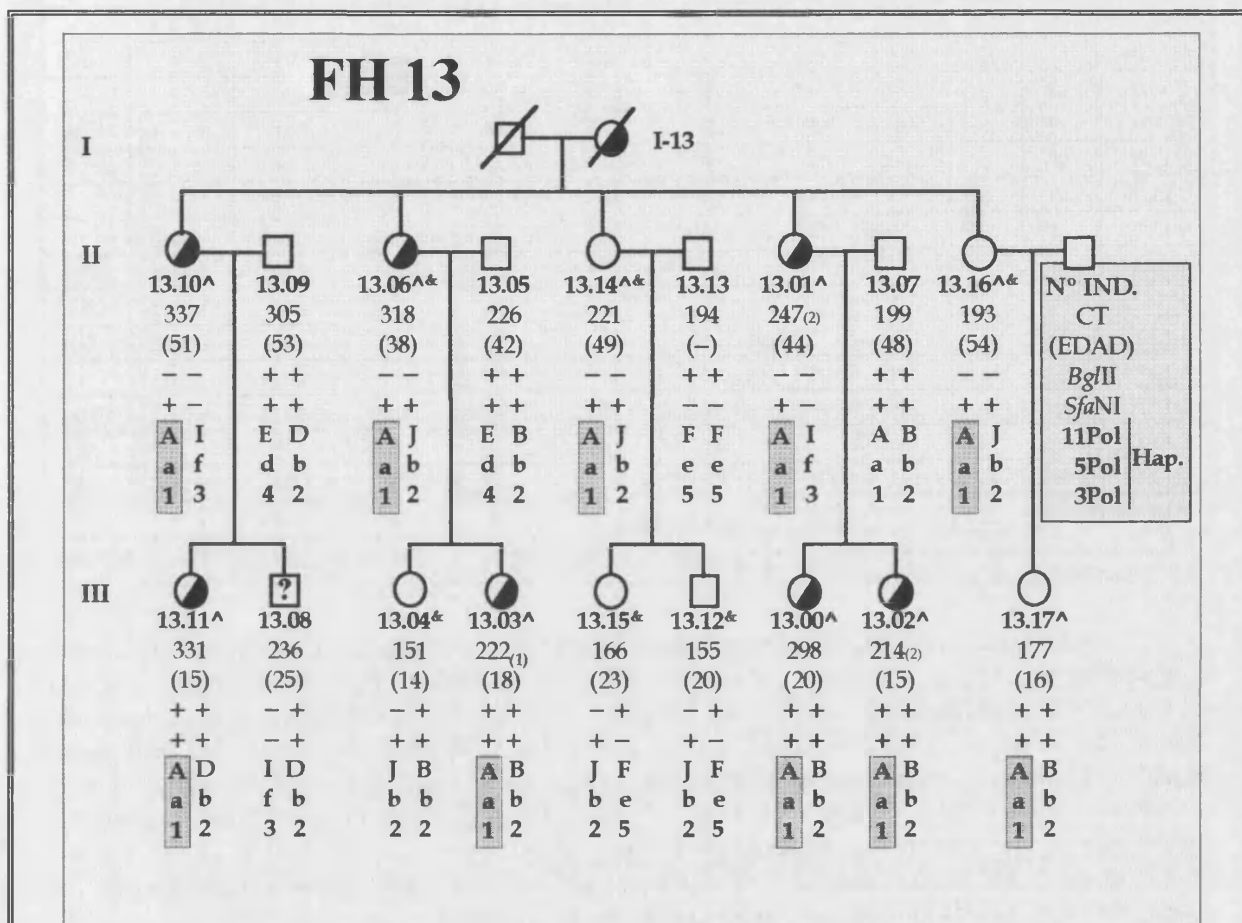 FH 13
I
I-13
II
13.10^ 13.09 13.06^& 13.05 13.14^& 13.13 13.01^ 13.07 13.16^& Nº IND.
337 305 318 226 221 194 247(2) 199 193 CT
(51) (53) (38) (42) (49) (–) (44) (48) (54) (EDAD)
– – + + – – + + – – + + – – + + – – BglII
+ – + + + + + + + + – – + – + + + + SfaNI
A I E D A J E B A J F F A I A B A J 11Pol
a f d b a b d b a b e e a f a b a b 5Pol Hap.
1 3 4 2 1 2 4 2 1 2 5 5 1 3 1 2 1 2 3Pol
III ?
13.11^ 13.08 13.04& 13.03^ 13.15& 13.12& 13.00^ 13.02^ 13.17^
331 236 151 222(1) 166 155 298 214(2) 177
(15) (25) (14) (18) (23) (20) (20) (15) (16)
+ + – + – + + + – + – + + + + + + +
+ + – + + + + + + – + – + + + + + +
A D I D J B A B J F J F A B A B A B
a b f b b b a b b e b e a b a b a b
1 2 3 2 2 2 1 2 2 5 2 5 1 2 1 2 1 2